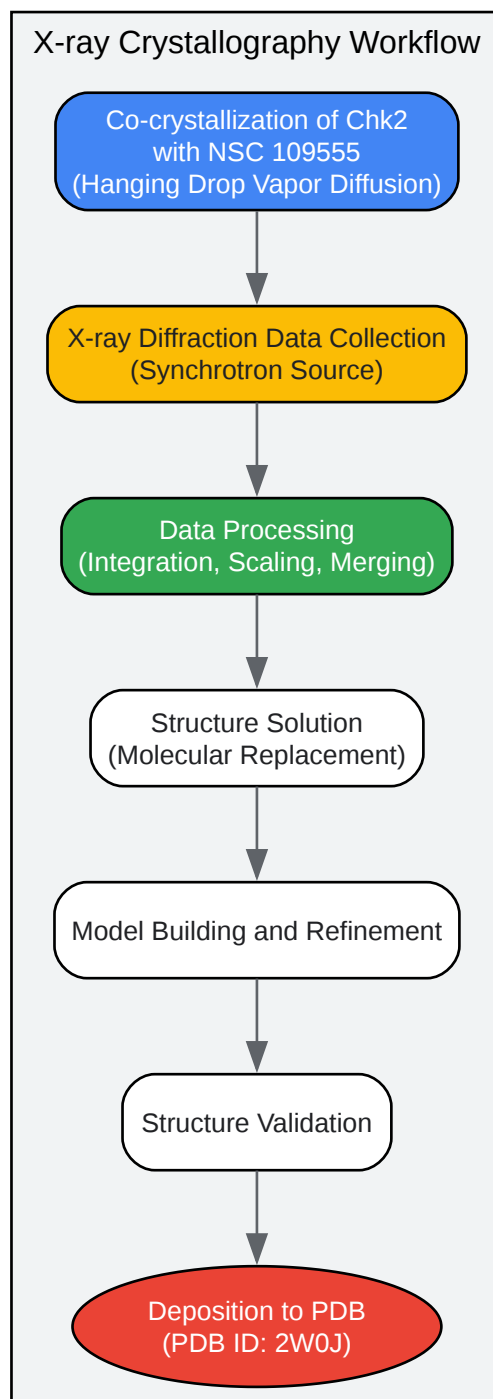 X-ray Crystallography Workflow
Co-crystallization of Chk2
with NSC 109555
(Hanging Drop Vapor Diffusion)
X-ray Diffraction Data Collection
(Synchrotron Source)
Data Processing
(Integration, Scaling, Merging)
Structure Solution
(Molecular Replacement)
Model Building and Refinement
Structure Validation
Deposition to PDB
(PDB ID: 2W0J)